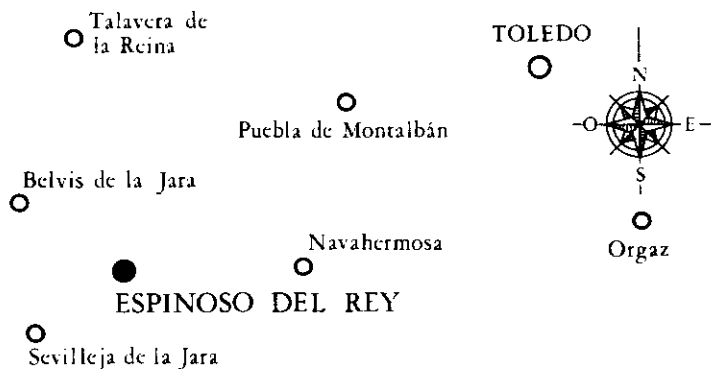 Talavera de
la Reina
TOLEDO
N
O
E
S
Puebla de Montalbán
Belvis de la Jara
Navahermosa
Orgaz
ESPINOSO DEL REY
Sevilleja de la Jara